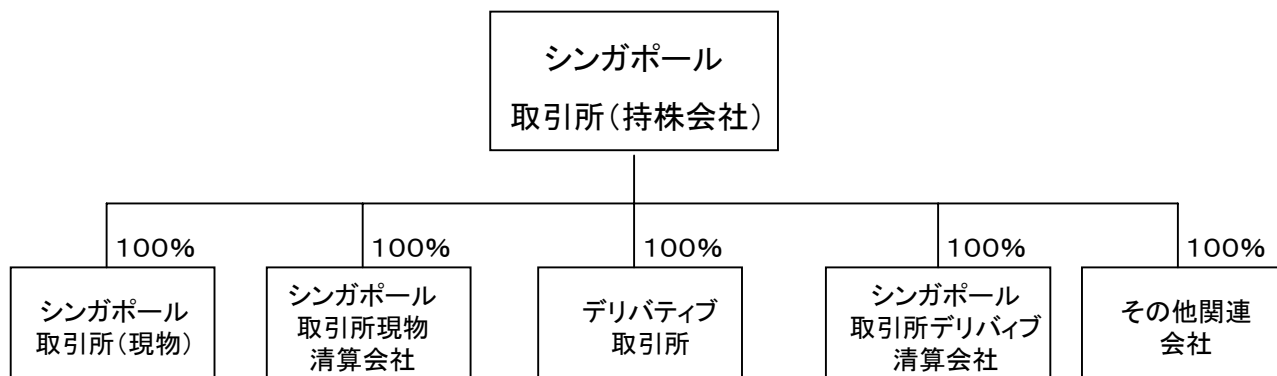 シンガポール
取引所（持株会社）
100%
100%
100%
100%
100%
シンガポール
取引所（現物）
シンガポール
取引所現物
清算会社
デリバティブ
取引所
シンガポール
取引所デリバィブ
清算会社
その他関連
会社